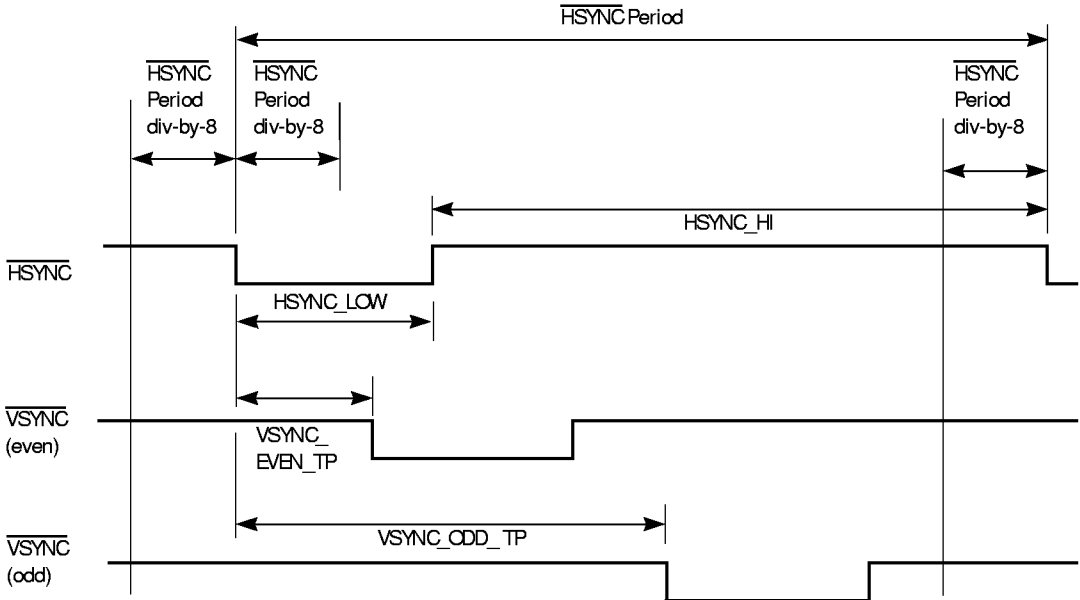 HSYNC Period
HSYNC
Period
div-by-8
HSYNC
Period
div-by-8
HSYNC
Period
div-by-8
HSYNC_HI
HSYNC
HSYNC_LOW
VSYNC
(even)
VSYNC_
EVEN_TP
VSYNC_ODD_TP
VSYNC
(odd)